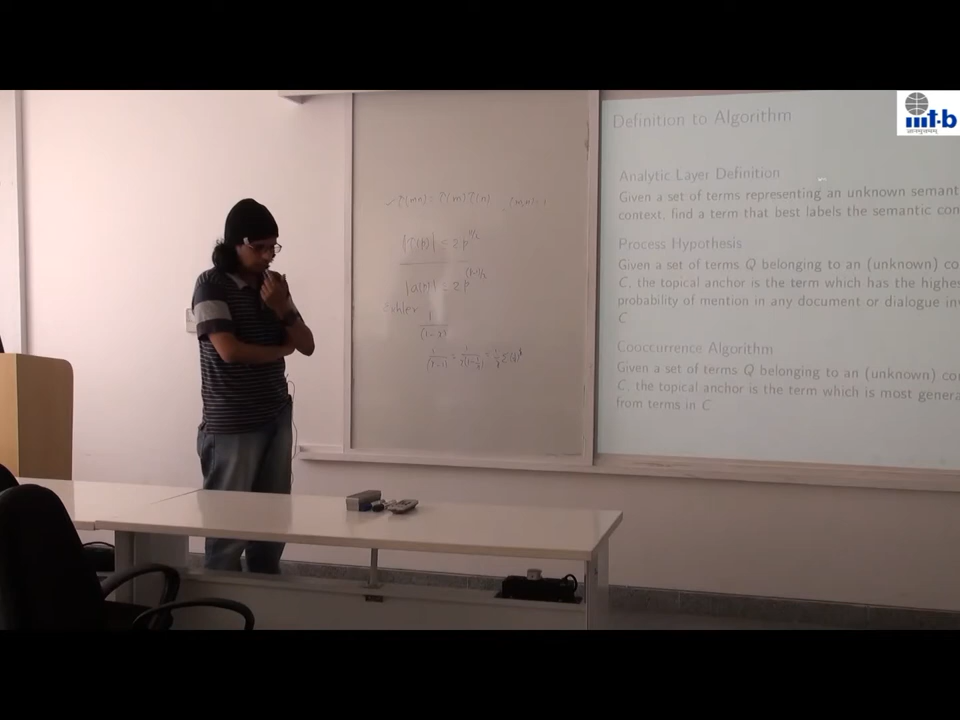 τ(mn) = τ(m) τ(n)
|τ(p)| ≤ 2p
Definition to Algorithm
Analytic Layer Definition
Given a set of terms representing an unknown semant
context, find a term that best labels the semantic con
Process Hypothesis
Given a set of terms Q belonging to an (unknown) co
C, the topical anchor is the term which has the highes
probability of mention in any document or dialogue in
C
Cooccurrence Algorithm
Given a set of terms Q belonging to an (unknown) co
C, the topical anchor is the term which is most genera
from terms in C
iiit-b